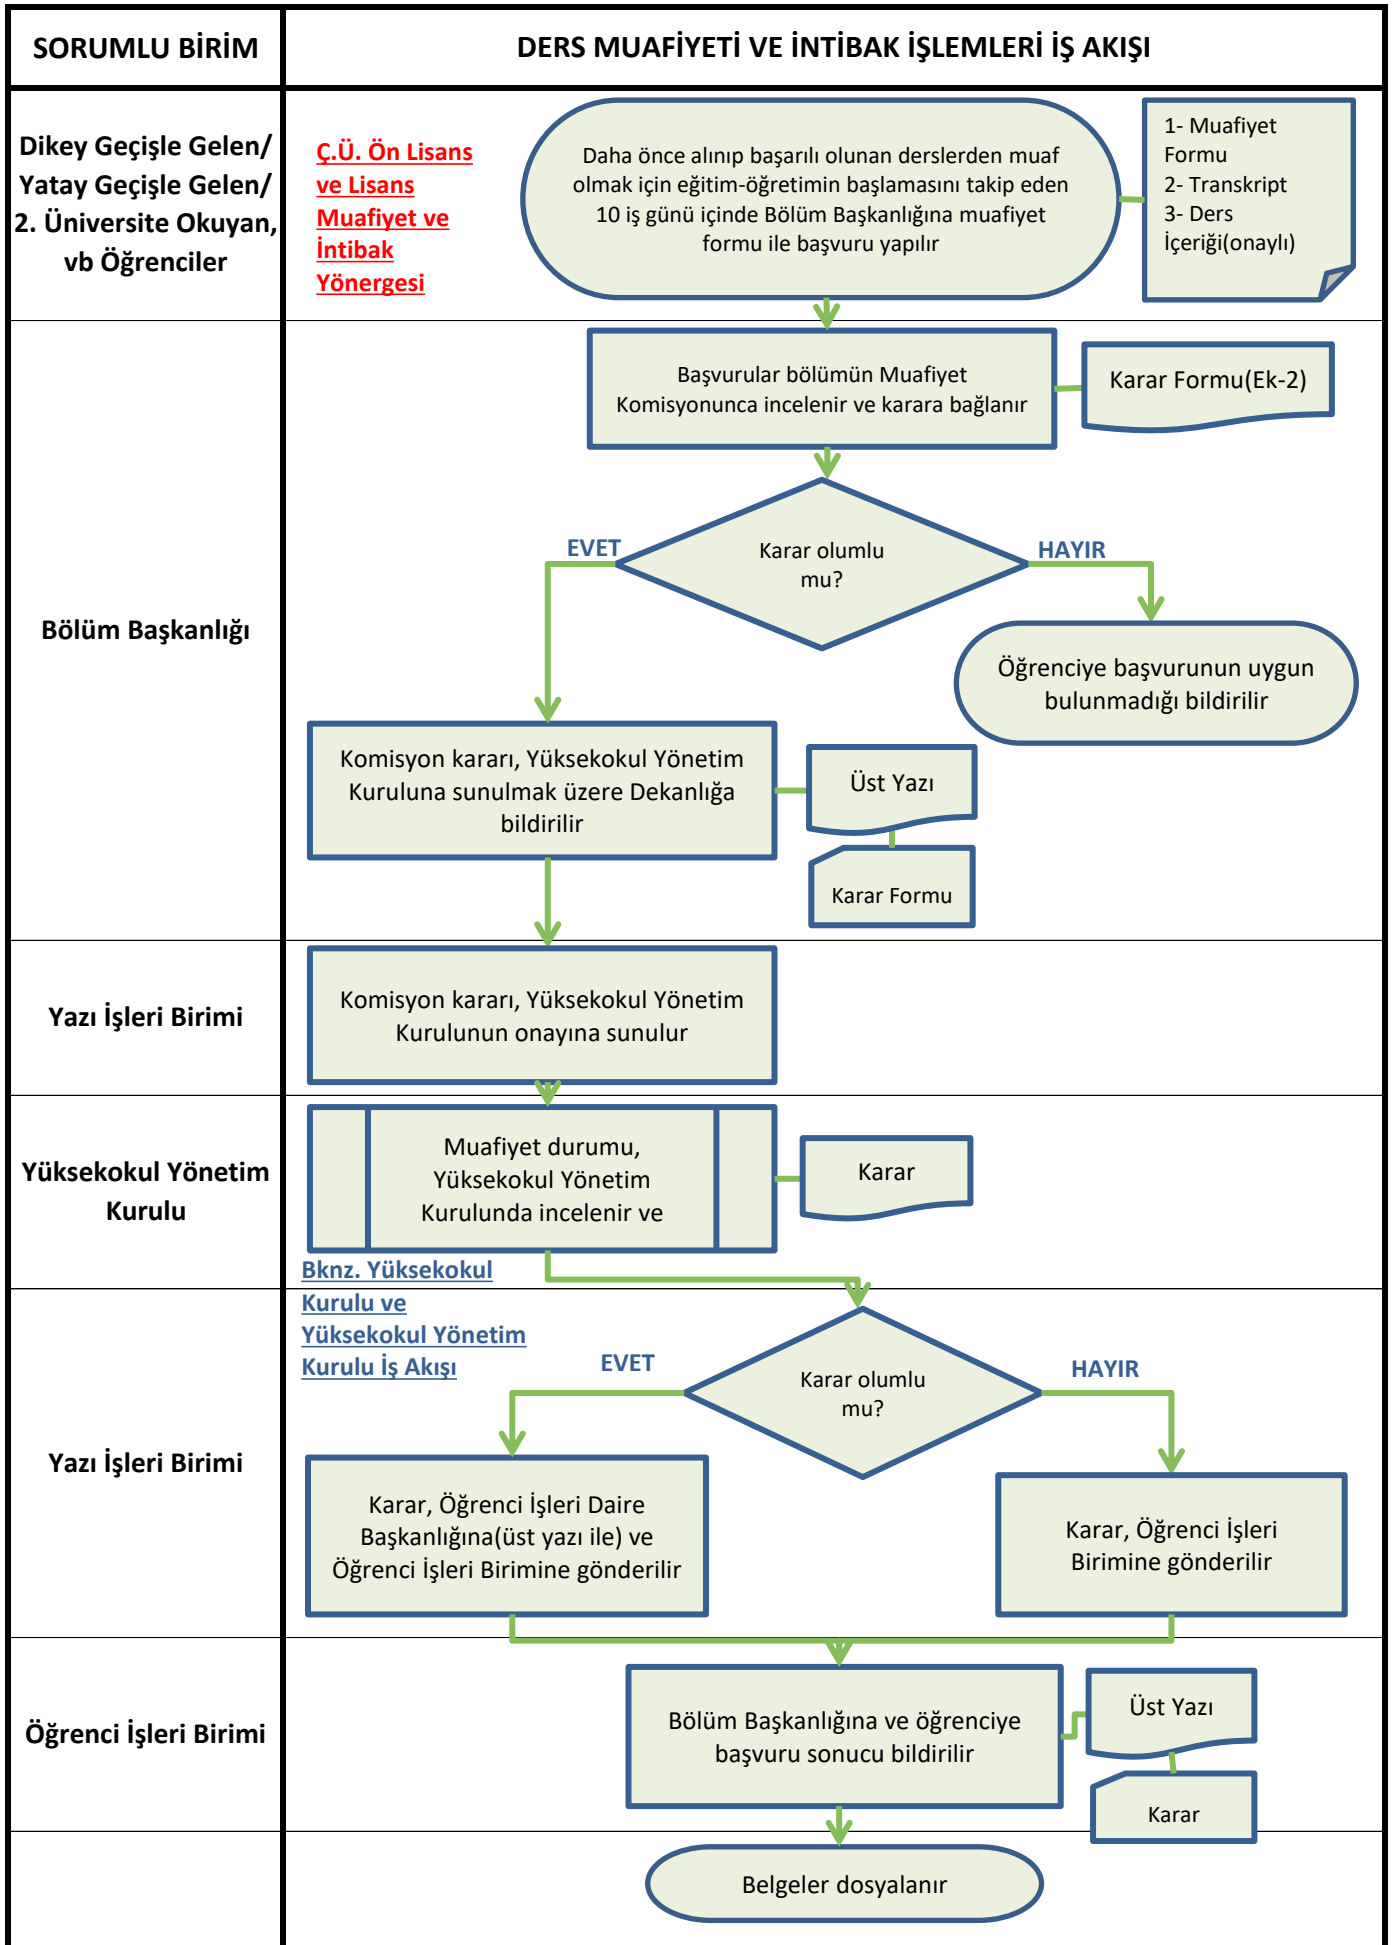 SORUMLU BİRİM
DERS MUAFİYETİ VE İNTİBAK İŞLEMLERİ İŞ AKIŞI
Dikey Geçişle Gelen/
Yatay Geçişle Gelen/
2. Üniversite Okuyan,
vb Öğrenciler
Ç.Ü. Ön Lisans
ve Lisans
Muafiyet ve
İntibak
Yönergesi
Daha önce alınıp başarılı olunan derslerden muaf
olmak için eğitim-öğretimin başlamasını takip eden
10 iş günü içinde Bölüm Başkanlığına muafiyet
formu ile başvuru yapılır
1- Muafiyet
Formu
2- Transkript
3- Ders
İçeriği(onaylı)
Bölüm Başkanlığı
Başvurular bölümün Muafiyet
Komisyonunca incelenir ve karara bağlanır
Karar Formu(Ek-2)
EVET
Karar olumlu
mu?
HAYIR
Öğrenciye başvurunun uygun
bulunmadığı bildirilir
Komisyon kararı, Yüksekokul Yönetim
Kuruluna sunulmak üzere Dekanlığa
bildirilir
Üst Yazı
Karar Formu
Yazı İşleri Birimi
Komisyon kararı, Yüksekokul Yönetim
Kurulunun onayına sunulur
Yüksekokul Yönetim
Kurulu
Muafiyet durumu,
Yüksekokul Yönetim
Kurulunda incelenir ve
Karar
Bknz. Yüksekokul
Kurulu ve
Yüksekokul Yönetim
Kurulu İş Akışı
Yazı İşleri Birimi
EVET
Karar olumlu
mu?
HAYIR
Karar, Öğrenci İşleri Daire
Başkanlığına(üst yazı ile) ve
Öğrenci İşleri Birimine gönderilir
Karar, Öğrenci İşleri
Birimine gönderilir
Öğrenci İşleri Birimi
Bölüm Başkanlığına ve öğrenciye
başvuru sonucu bildirilir
Üst Yazı
Karar
Belgeler dosyalanır